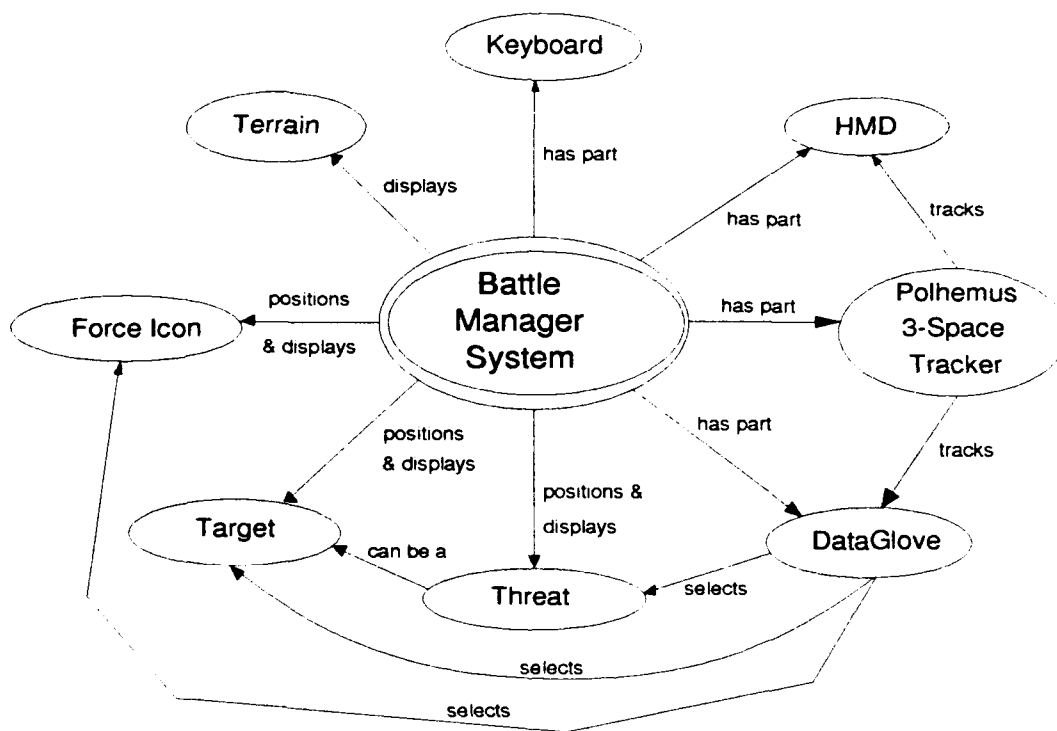 Keyboard
Terrain
HMD
has part
displays
has part
tracks
Battle
Manager
System
positions
& displays
Force Icon
has part
Polhemus
3-Space
Tracker
positions
& displays
has part
tracks
positions &
displays
Target
can be a
DataGlove
Threat
selects
selects
selects